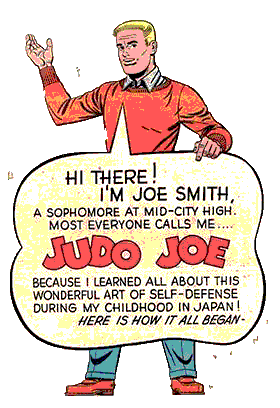 HI THERE!
I'M JOE SMITH,
A SOPHOMORE AT MID-CITY HIGH.
MOST EVERYONE CALLS ME....
JUDO JOE
BECAUSE I LEARNED ALL ABOUT THIS
WONDERFUL ART OF SELF-DEFENSE
DURING MY CHILDHOOD IN JAPAN!
HERE IS HOW IT ALL BEGAN-